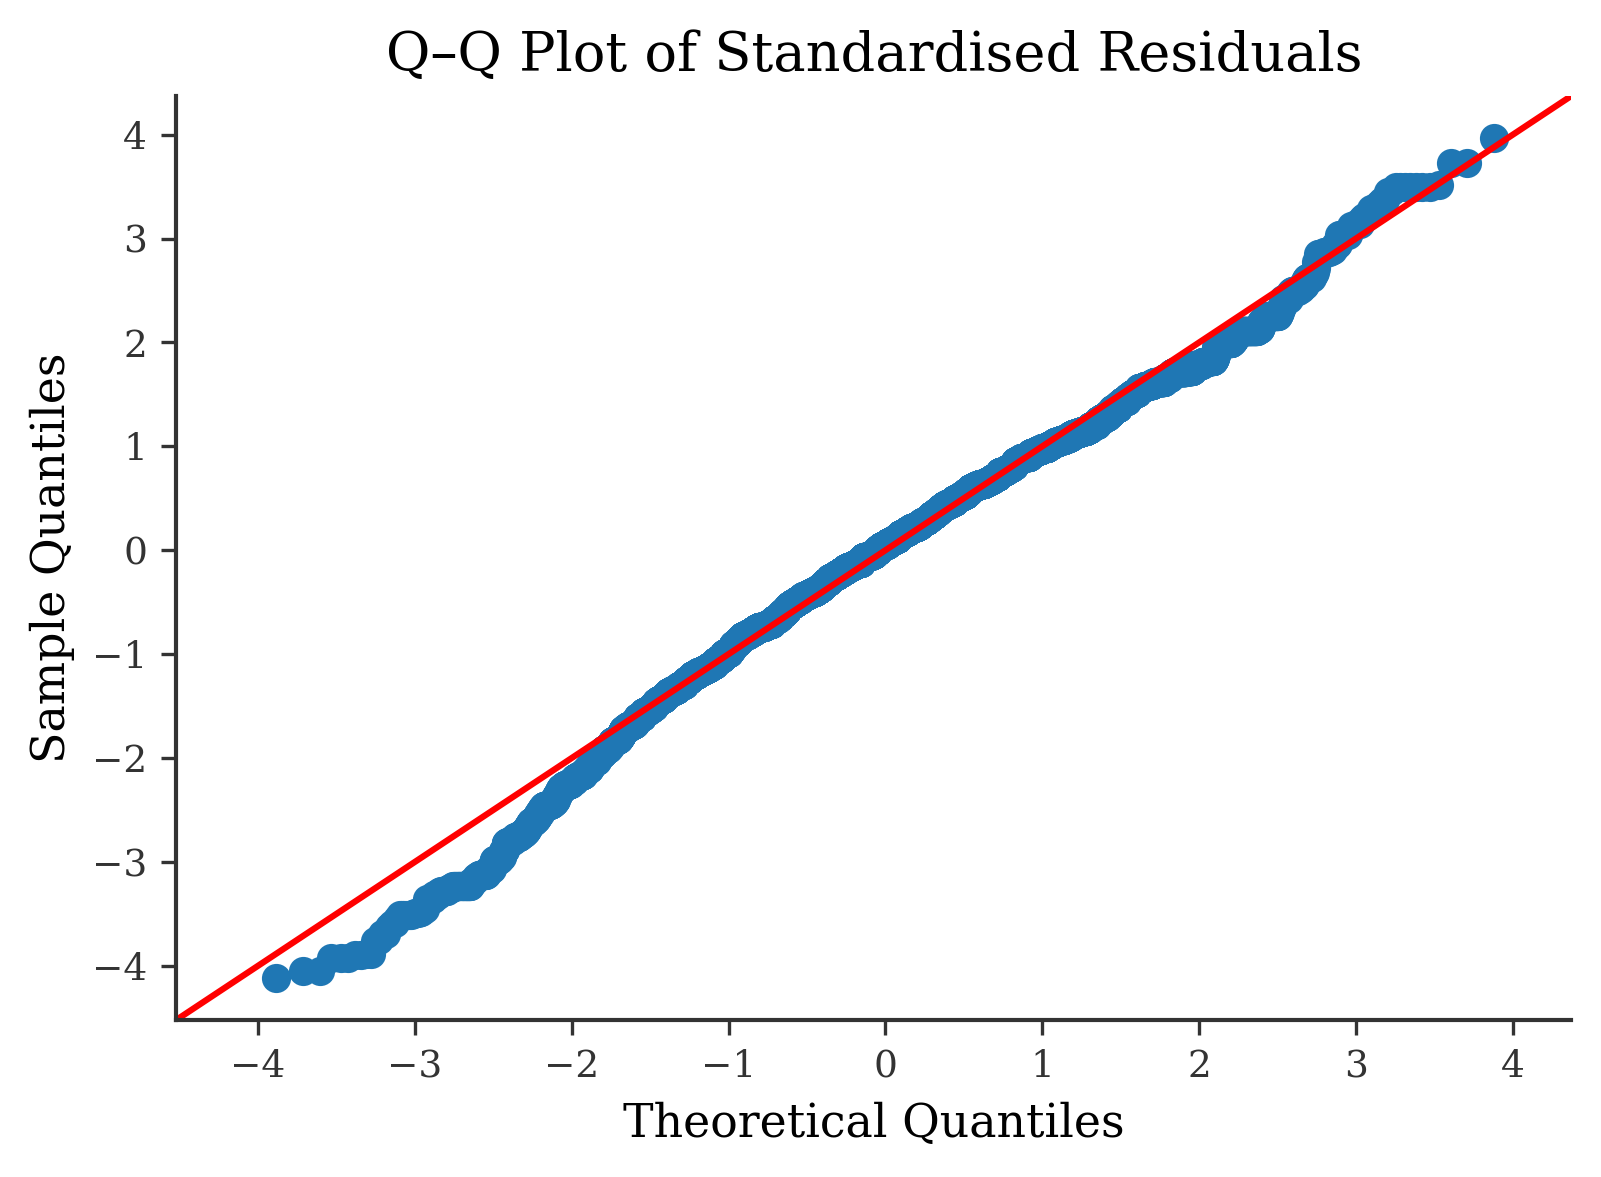 Q–Q Plot of Standardised Residuals
Sample Quantiles
4
3
2
1
0
−1
−2
−3
−4
−4 −3 −2 −1 0 1 2 3 4
Theoretical Quantiles